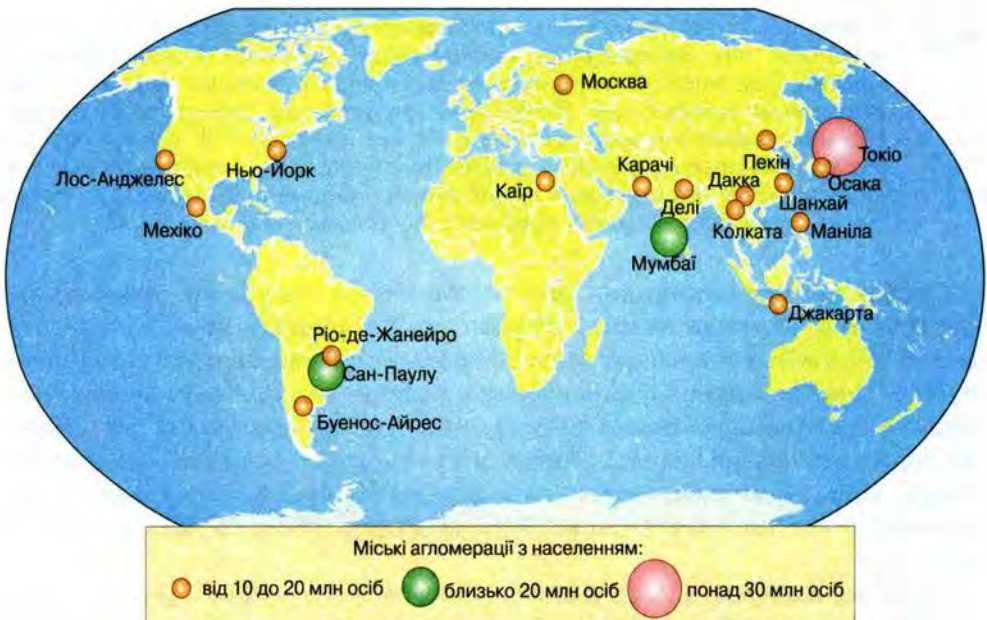 Москва
Токіо
Пекін
Осака
Нью-Йорк
Карачі
Лос-Анджелес
Каїр
Дакка
Делі
Шанхай
Мехіко
Колката
Маніла
Мумбаї
Джакарта
Ріо-де-Жанейро
Сан-Паулу
Буенос-Айрес
Міські агломерації з населенням:
від 10 до 20 млн осіб
близько 20 млн осіб
понад 30 млн осіб